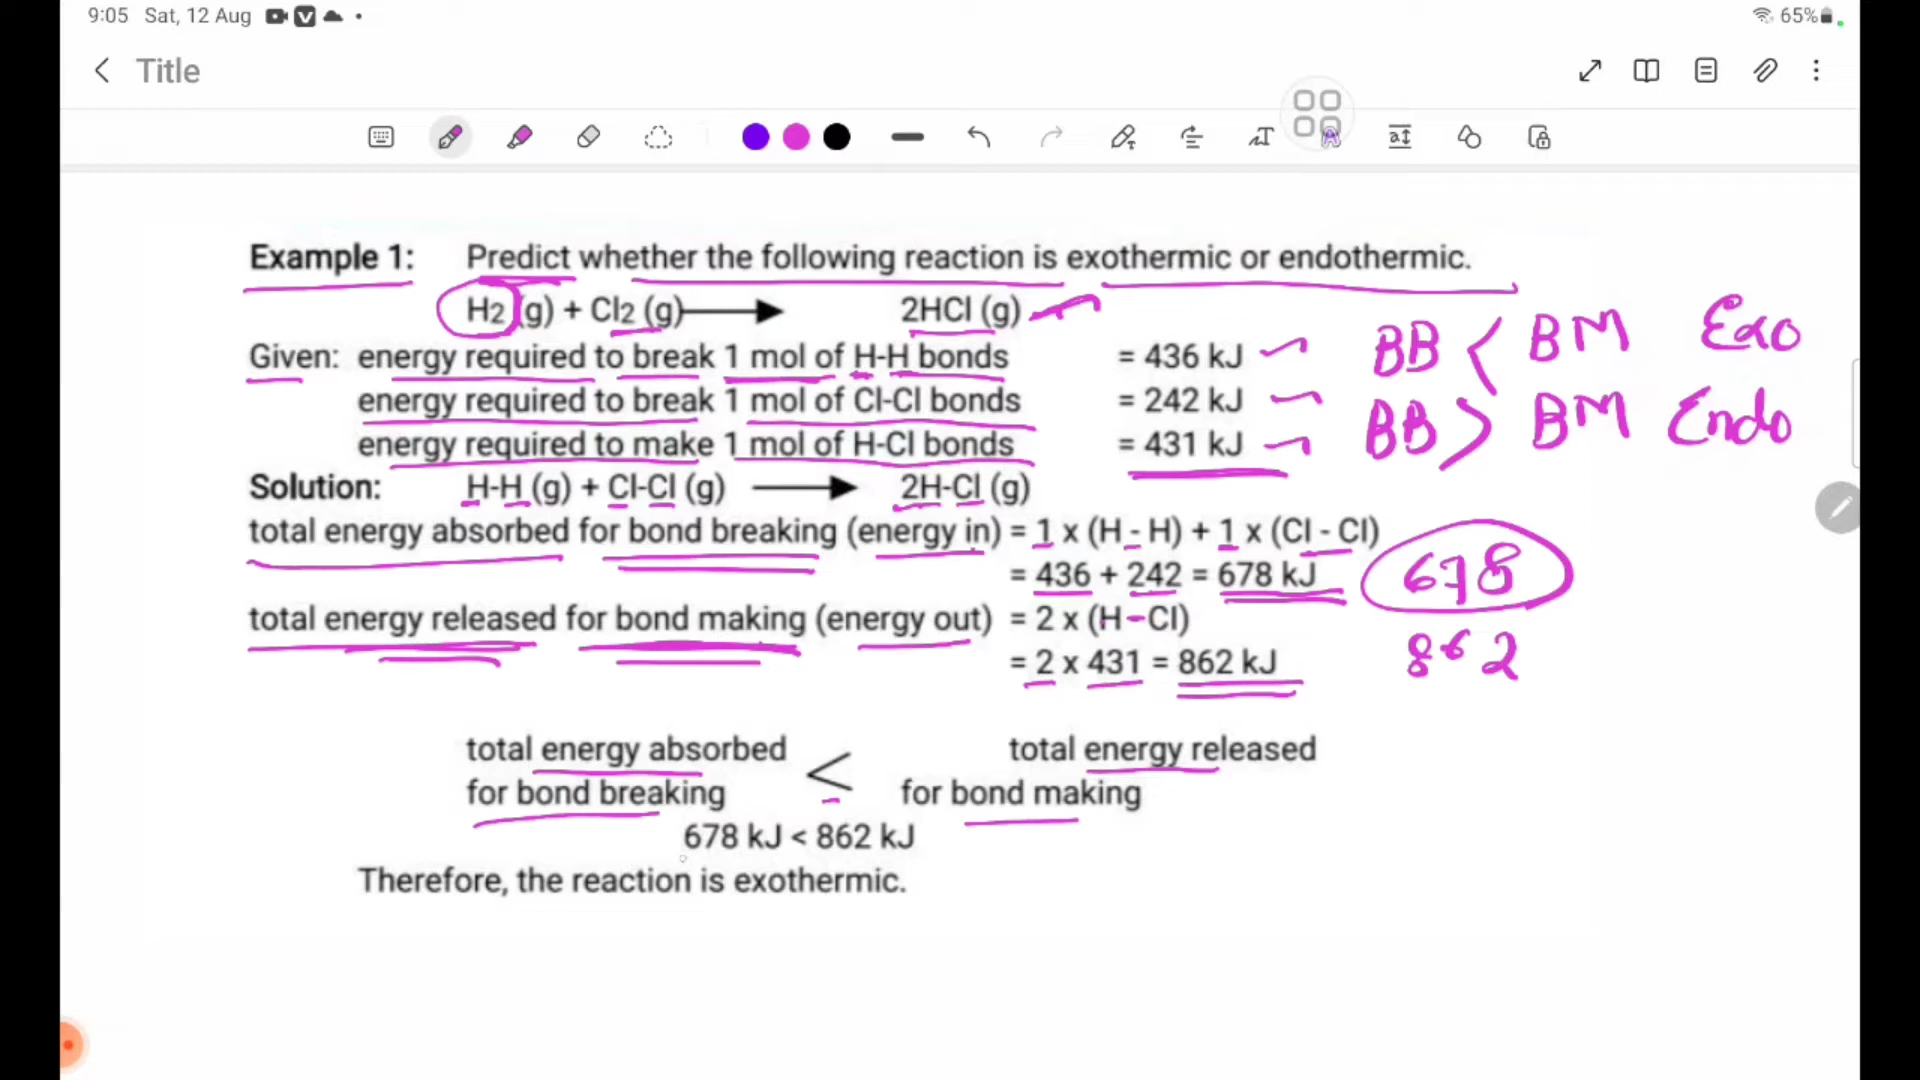 9:05 Sat, 12 Aug
65%
Title
Example 1: Predict whether the following reaction is exothermic or endothermic.
H2 (g) + Cl2 (g) → 2HCl (g)
Given: energy required to break 1 mol of H-H bonds = 436 kJ
energy required to break 1 mol of Cl-Cl bonds = 242 kJ
energy required to make 1 mol of H-Cl bonds = 431 kJ
BB < BM Exo
BB > BM Endo
Solution: H-H (g) + Cl-Cl (g) → 2H-Cl (g)
total energy absorbed for bond breaking (energy in) = 1 x (H - H) + 1 x (Cl - Cl)
= 436 + 242 = 678 kJ
678
total energy released for bond making (energy out) = 2 x (H-Cl)
= 2 x 431 = 862 kJ
862
total energy absorbed < total energy released
for bond breaking for bond making
678 kJ < 862 kJ
Therefore, the reaction is exothermic.